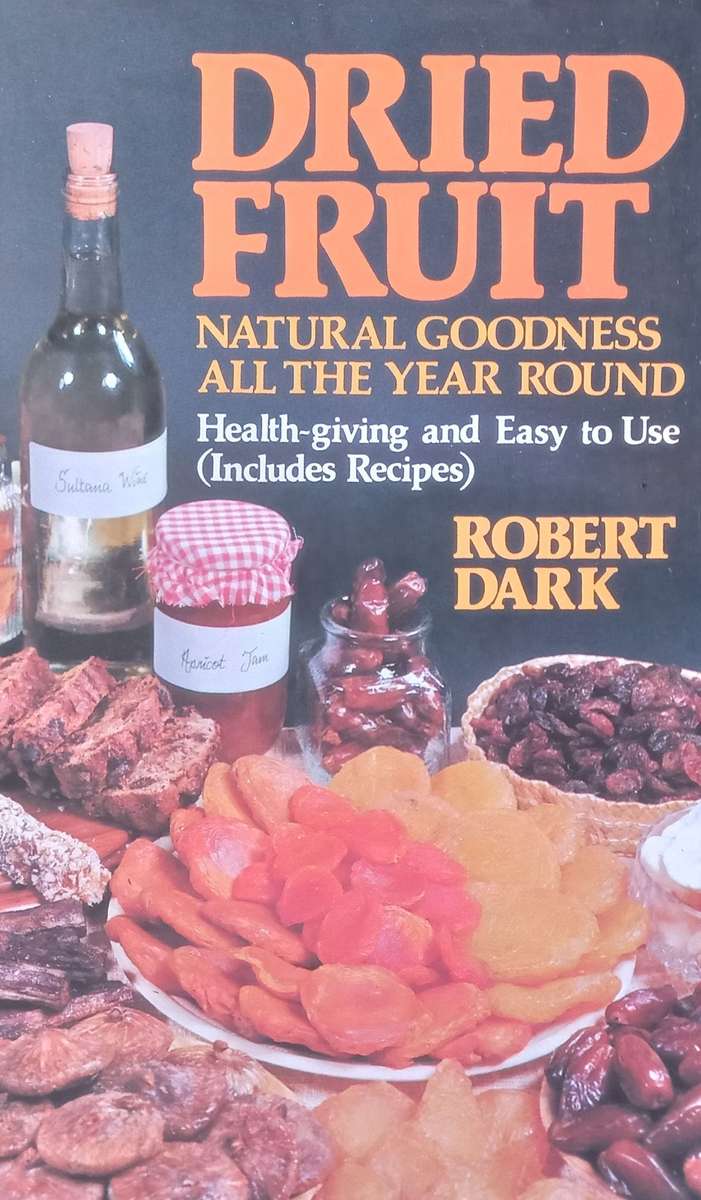 DRIED
FRUIT
NATURAL GOODNESS
ALL THE YEAR ROUND
Health-giving and Easy to Use
(Includes Recipes)
ROBERT
DARK
Sultana Wine
Apricot Jam